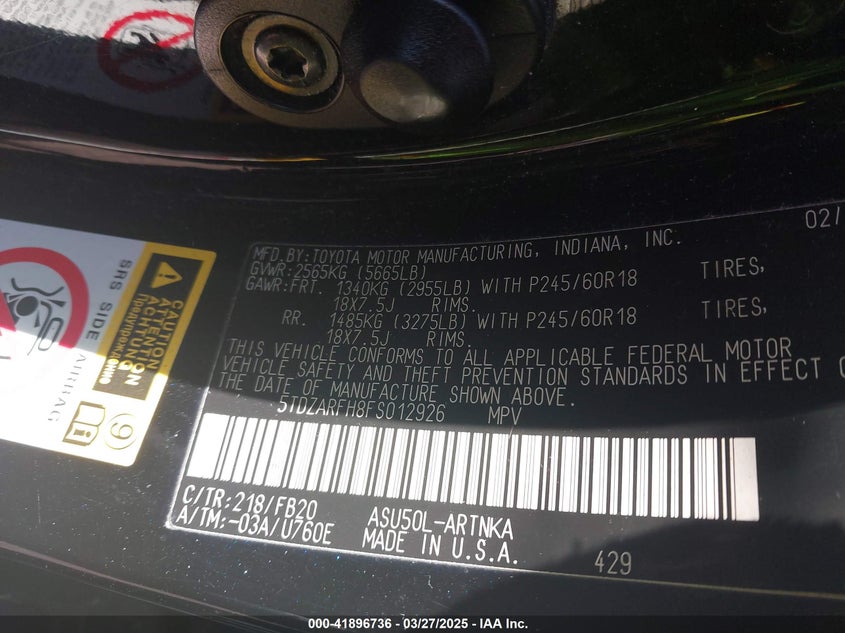 MFD.BY:TOYOTA MOTOR MANUFACTURING, INDIANA, INC. 02/
GVWR:2565KG (5665LB)
GAWR:FRT. 1340KG (2955LB) WITH P245/60R18 TIRES,
18X7.5J RIMS.
RR. 1485KG (3275LB) WITH P245/60R18 TIRES,
18X7.5J RIMS.
THIS VEHICLE CONFORMS TO ALL APPLICABLE FEDERAL MOTOR
VEHICLE SAFETY AND THEFT PREVENTION STANDARDS IN EFFECT
THE DATE OF MANUFACTURE SHOWN ABOVE.
5TDZARFH8FS012926 MPV
C/TR:218/FB20 ASU50L-ARTNKA
A/TM:-03A/U760E MADE IN U.S.A.
429
SRS SIDE AIRBAG
CAUTION
ATTENTION
ACHTUNG
9
000-41896736 - 03/27/2025 - IAA Inc.